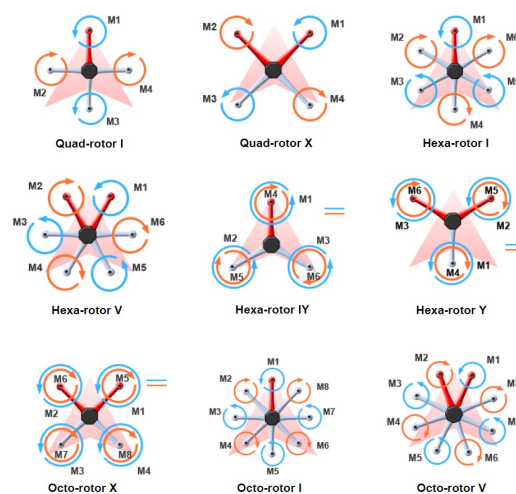 M1
M2
M4
M3
Quad-rotor I
M2
M1
M3
M4
Quad-rotor X
M1
M2
M6
M3
M5
M4
Hexa-rotor I
M2
M1
M3
M6
M4
M5
Hexa-rotor V
M4
M1
M2
M3
M5
M6
Hexa-rotor IY
M6
M5
M3
M2
M4
M1
Hexa-rotor Y
M6
M5
M2
M1
M7
M8
M3
M4
Octo-rotor X
M1
M2
M8
M3
M7
M4
M6
M5
Octo-rotor I
M2
M1
M3
M8
M4
M5
M6
Octo-rotor V